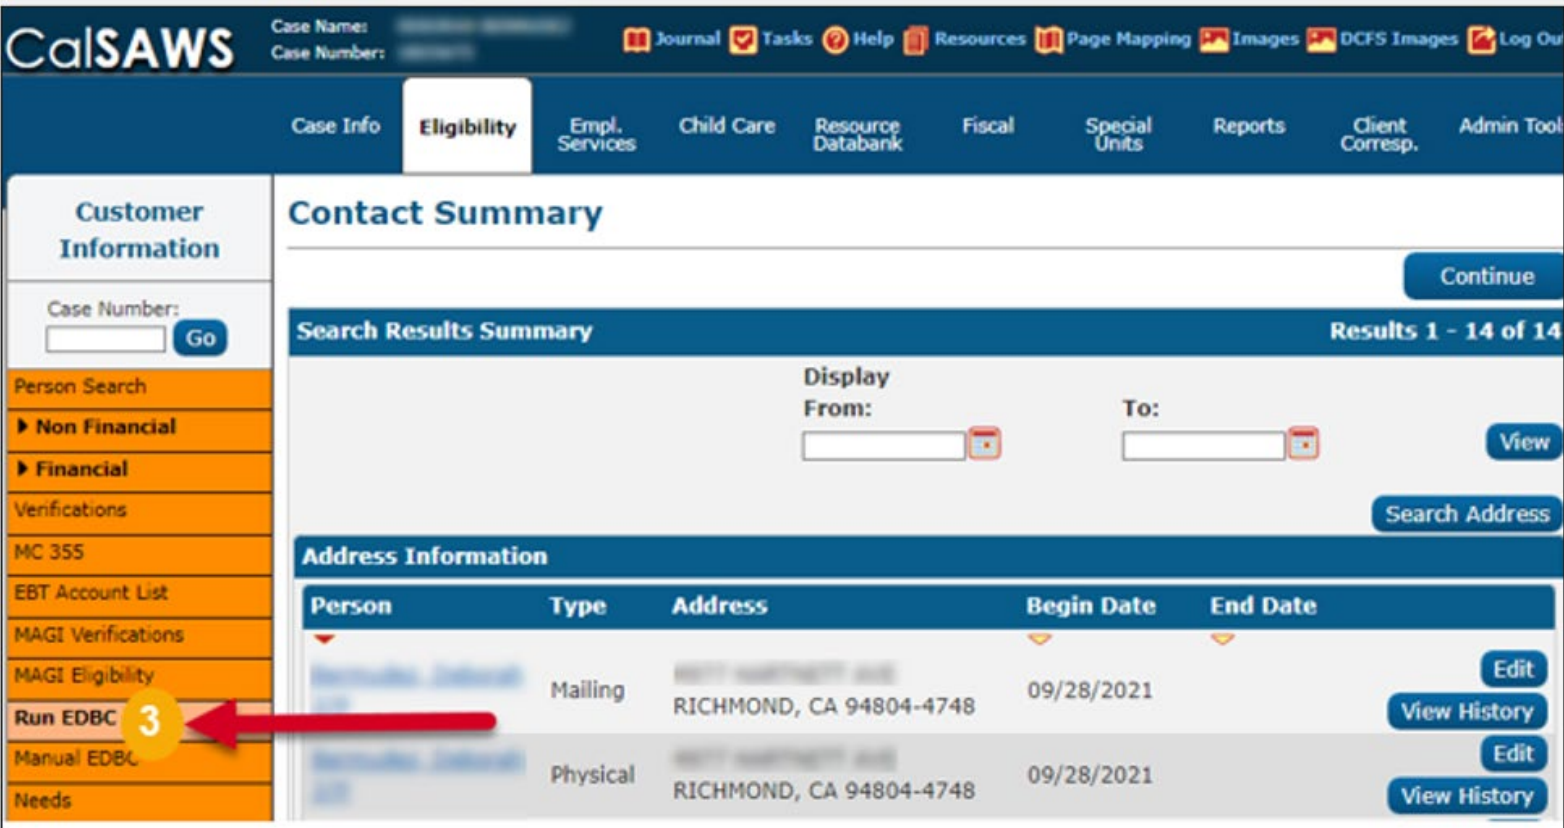 CalSAWS
Case Name:
Case Number:
Journal Tasks Help Resources Page Mapping Images DCFS Images Log Ou
Case Info Eligibility Empl. Services Child Care Resource Databank Fiscal Special Units Reports Client Corresp. Admin Tool
Customer
Information
Case Number:
Go
Person Search
Non Financial
Financial
Verifications
MC 355
EBT Account List
MAGI Verifications
MAGI Eligibility
Run EDBC 3
Manual EDBC
Needs
Contact Summary
Continue
Search Results Summary Results 1 - 14 of 14
Display
From: To:
View
Search Address
Address Information
Person Type Address Begin Date End Date
Mailing 09/28/2021 Edit
RICHMOND, CA 94804-4748 View History
Physical 09/28/2021 Edit
RICHMOND, CA 94804-4748 View History